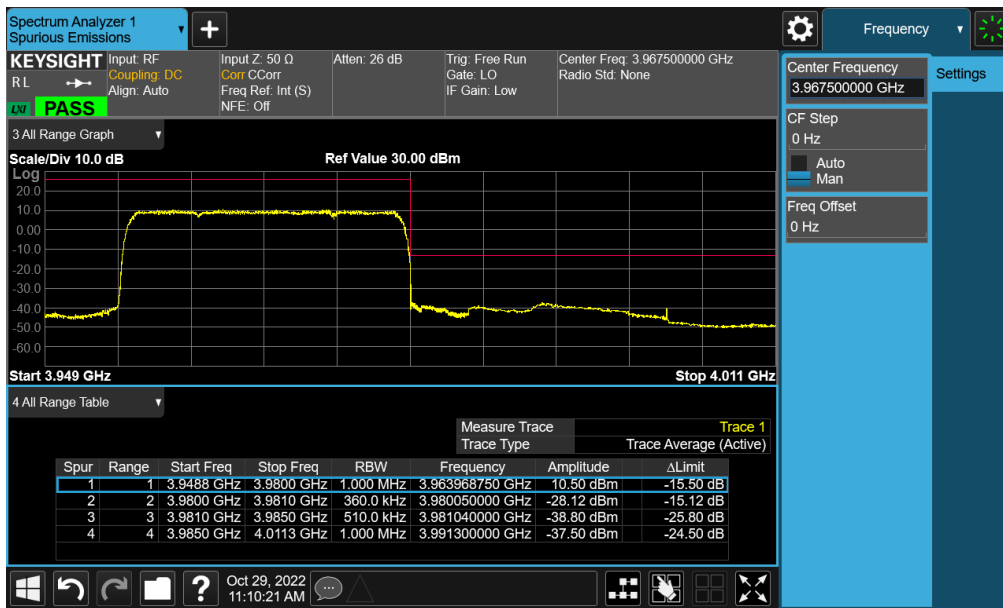 Spectrum Analyzer 1
Spurious Emissions
+
Frequency
KEYSIGHT
Input: RF
Coupling: DC
Align: Auto
Input Z: 50 Ω
Corr CCorr
Freq Ref: Int (S)
NFE: Off
Atten: 26 dB
Trig: Free Run
Gate: LO
IF Gain: Low
Center Freq: 3.967500000 GHz
Radio Std: None
R L
LXI
PASS
Center Frequency
3.967500000 GHz
Settings
CF Step
0 Hz
Auto
Man
Freq Offset
0 Hz
3 All Range Graph
Scale/Div 10.0 dB
Ref Value 30.00 dBm
Log
20.0
10.0
0.00
-10.0
-20.0
-30.0
-40.0
-50.0
-60.0
Start 3.949 GHz
Stop 4.011 GHz
4 All Range Table
Measure Trace Trace 1
Trace Type Trace Average (Active)
Spur Range Start Freq Stop Freq RBW Frequency Amplitude ΔLimit
1 1 3.9488 GHz 3.9800 GHz 1.000 MHz 3.963968750 GHz 10.50 dBm -15.50 dB
2 2 3.9800 GHz 3.9810 GHz 360.0 kHz 3.980050000 GHz -28.12 dBm -15.12 dB
3 3 3.9810 GHz 3.9850 GHz 510.0 kHz 3.981040000 GHz -38.80 dBm -25.80 dB
4 4 3.9850 GHz 4.0113 GHz 1.000 MHz 3.991300000 GHz -37.50 dBm -24.50 dB
?
Oct 29, 2022
11:10:21 AM